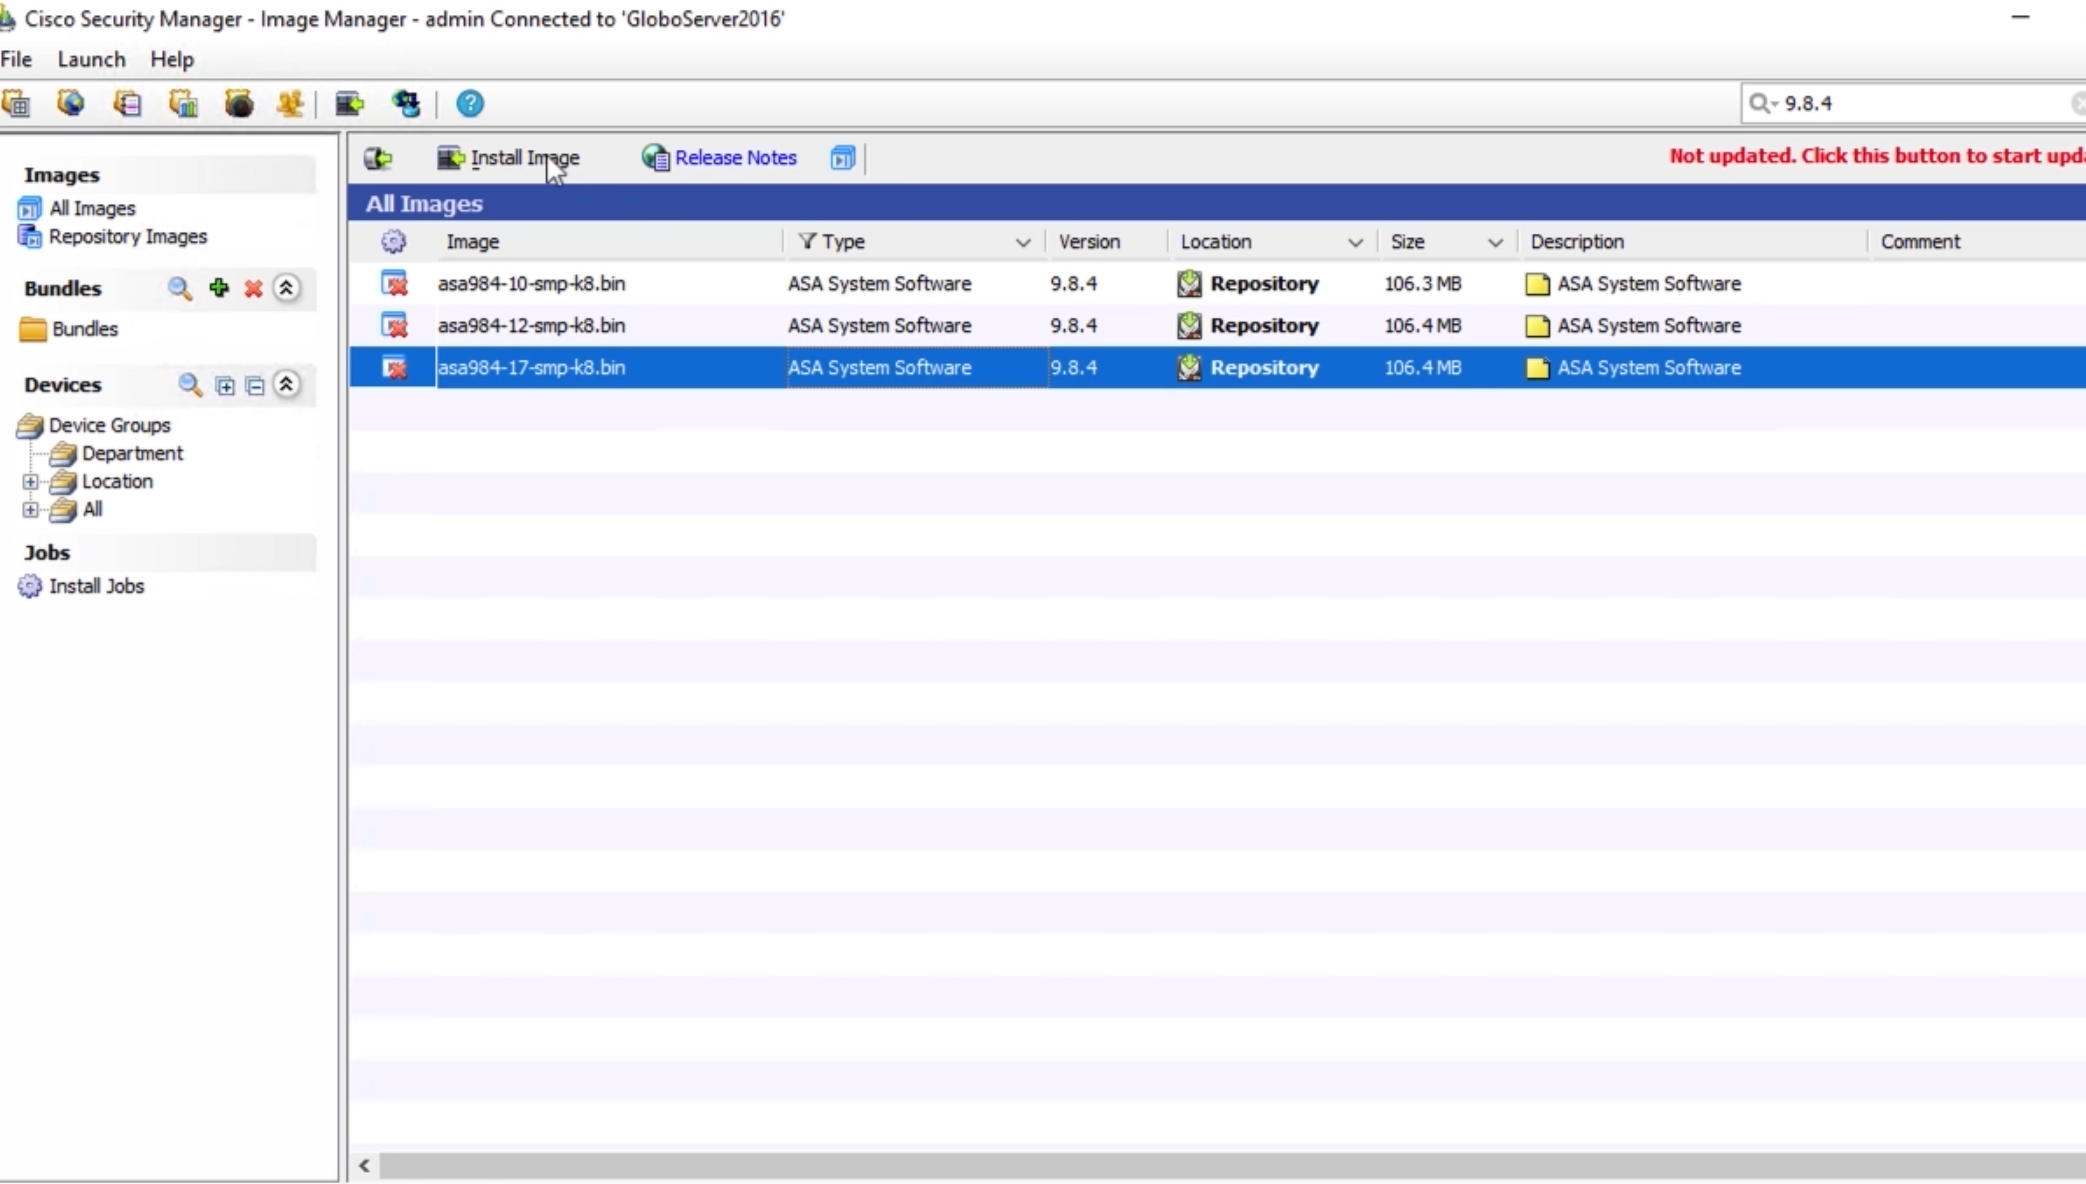 Cisco Security Manager - Image Manager - admin Connected to 'GloboServer2016'
File Launch Help
9.8.4
Install Image Release Notes Not updated. Click this button to start
Images
All Images
Repository Images
Bundles
Bundles
Devices
Device Groups
Department
Location
All
Jobs
Install Jobs
All Images
Image Type Version Location Size Description Comment
asa984-10-smp-k8.bin ASA System Software 9.8.4 Repository 106.3 MB ASA System Software
asa984-12-smp-k8.bin ASA System Software 9.8.4 Repository 106.4 MB ASA System Software
asa984-17-smp-k8.bin ASA System Software 9.8.4 Repository 106.4 MB ASA System Software